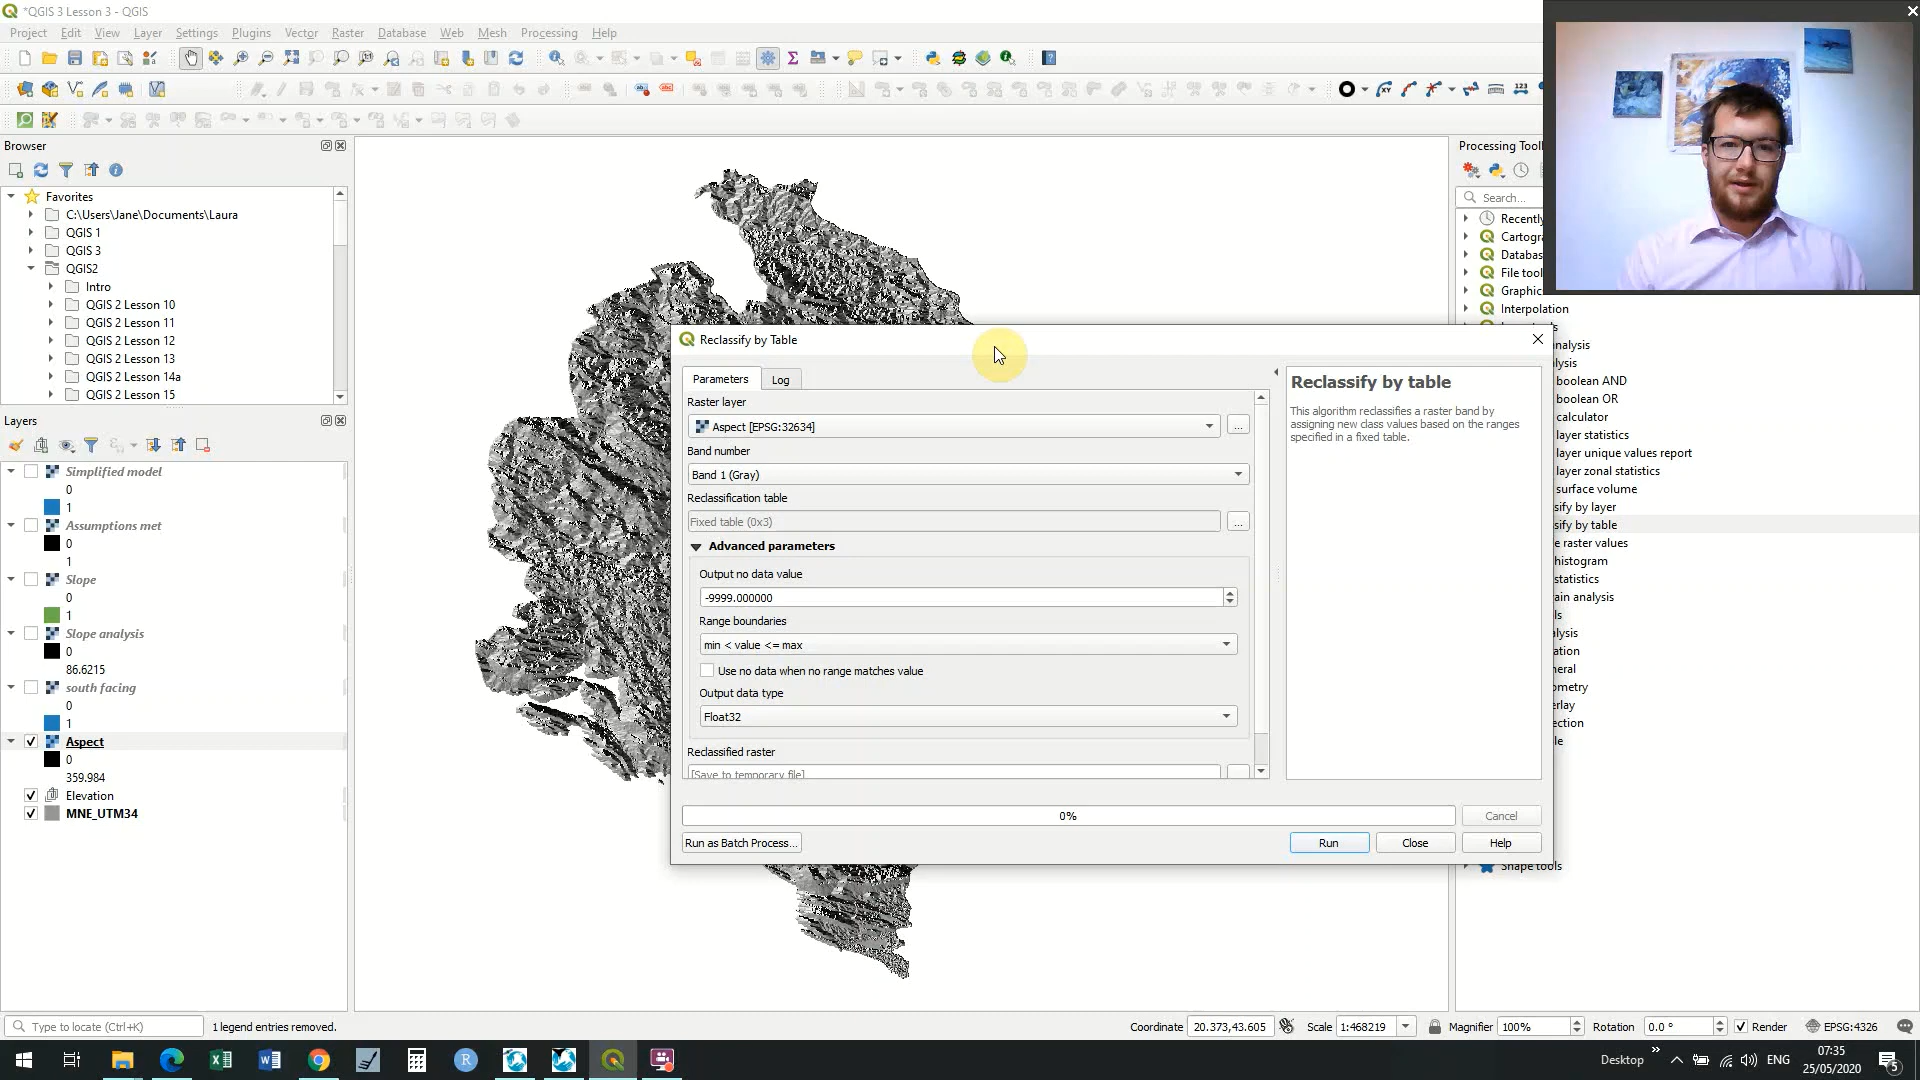 *QGIS 3 Lesson 3 - QGIS
Project Edit View Layer Settings Plugins Vector Raster Database Web Mesh Processing Help
Browser
Favorites
C:\Users\Jane\Documents\Laura
QGIS 1
QGIS 3
QGIS2
Intro
QGIS 2 Lesson 10
QGIS 2 Lesson 11
QGIS 2 Lesson 12
QGIS 2 Lesson 13
QGIS 2 Lesson 14a
QGIS 2 Lesson 15
Layers
Simplified model
0
1
Assumptions met
0
1
Slope
0
1
Slope analysis
0
86.6215
south facing
0
1
Aspect
0
359.984
Elevation
MNE_UTM34
Reclassify by Table
Parameters Log
Raster layer
Aspect [EPSG:32634]
...
Band number
Band 1 (Gray)
Reclassification table
Fixed table (0x3)
...
Advanced parameters
Output no data value
-9999.000000
Range boundaries
min < value <= max
Use no data when no range matches value
Output data type
Float32
Reclassified raster
[Save to temporary file]
Reclassify by table
This algorithm reclassifies a raster band by
assigning new class values based on the ranges
specified in a fixed table.
0%
Cancel
Run as Batch Process...
Run Close Help
Processing Tool
Search...
Recently
Cartog
Databas
File tool
Graphic
Interpolation
nalysis
lysis
boolean AND
boolean OR
calculator
layer statistics
layer unique values report
layer zonal statistics
surface volume
sify by layer
sify by table
e raster values
histogram
statistics
ain analysis
ls
alysis
ation
neral
ometry
erlay
ection
le
Shape tools
Type to locate (Ctrl+K) 1 legend entries removed.
Coordinate 20.373,43.605 Scale 1:468219 Magnifier 100% Rotation 0.0 ° Render EPSG:4326
Desktop ENG
07:35
25/05/2020
5